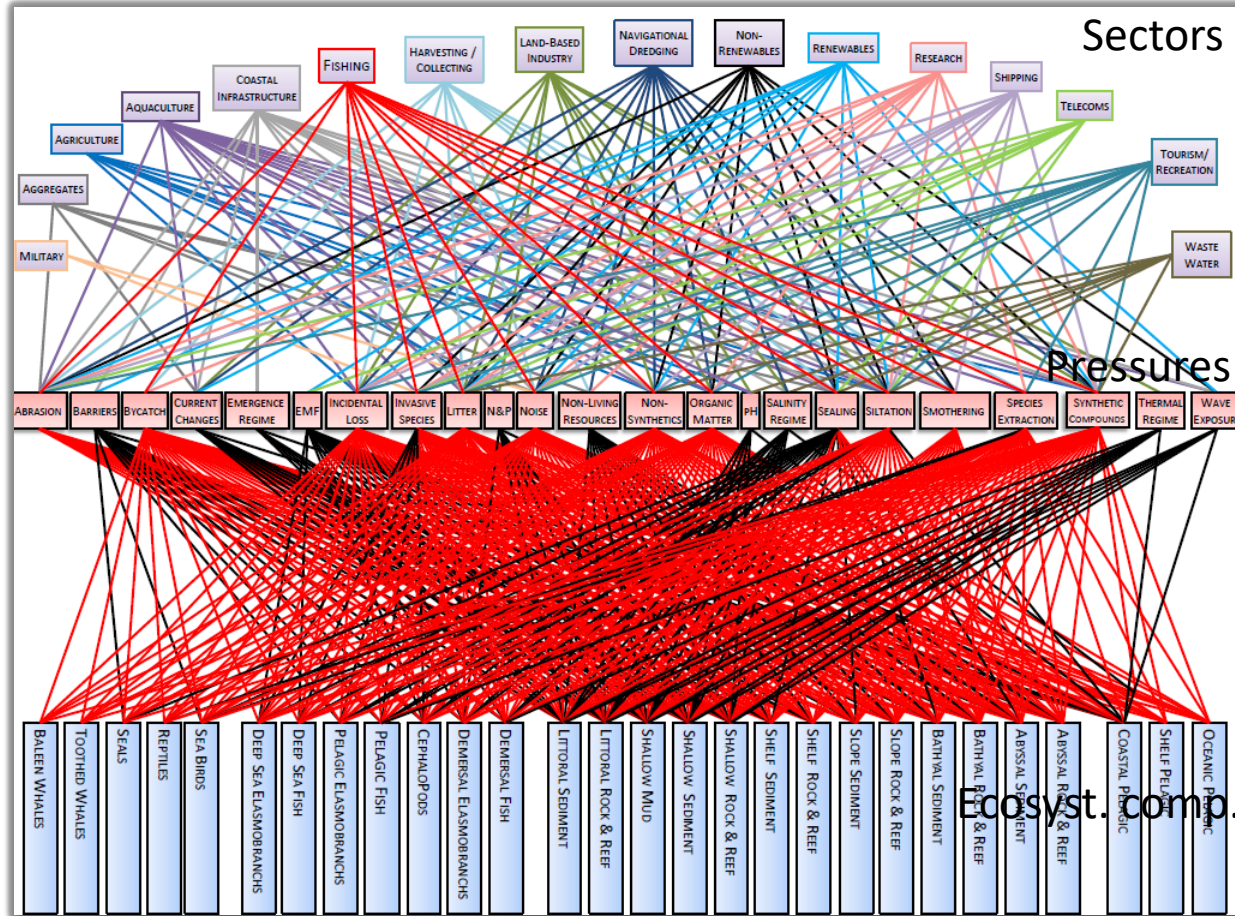 Sectors
MILITARY
AGGREGATES
AGRICULTURE
AQUACULTURE
COASTAL
INFRASTRUCTURE
FISHING
HARVESTING /
COLLECTING
LAND-BASED
INDUSTRY
NAVIGATIONAL
DREDGING
NON-
RENEWABLES
RENEWABLES
RESEARCH
SHIPPING
TELECOMS
TOURISM/
RECREATION
WASTE
WATER
Pressures
ABRASION
BARRIERS
BYCATCH
CURRENT
CHANGES
EMERGENCE
REGIME
EMF
INCIDENTAL
LOSS
INVASIVE
SPECIES
LITTER
N&P
NOISE
NON-LIVING
RESOURCES
NON-
SYNTHETICS
ORGANIC
MATTER
PH
SALINITY
REGIME
SEALING
SILTATION
SMOTHERING
SPECIES
EXTRACTION
SYNTHETIC
COMPOUNDS
THERMAL
REGIME
WAVE
EXPOSUR
BALEEN WHALES
TOOTHED WHALES
SEALS
REPTILES
SEA BIRDS
DEEP SEA ELASMOBRANCHS
DEEP SEA FISH
PELAGIC ELASMOBRANCHS
PELAGIC FISH
CEPHALOPODS
DEMERSAL ELASMOBRANCHS
DEMERSAL FISH
LITTORAL SEDIMENT
LITTORAL ROCK & REEF
SHALLOW MUD
SHALLOW SEDIMENT
SHALLOW ROCK & REEF
SHELF SEDIMENT
SHELF ROCK & REEF
SLOPE SEDIMENT
SLOPE ROCK & REEF
BATHYAL SEDIMENT
BATHYAL ROCK & REEF
ABYSSAL SEDIMENT
ABYSSAL ROCK & REEF
COASTAL PELAGIC
SHELF PELAGIC
OCEANIC PELAGIC
Ecosyst. comp.